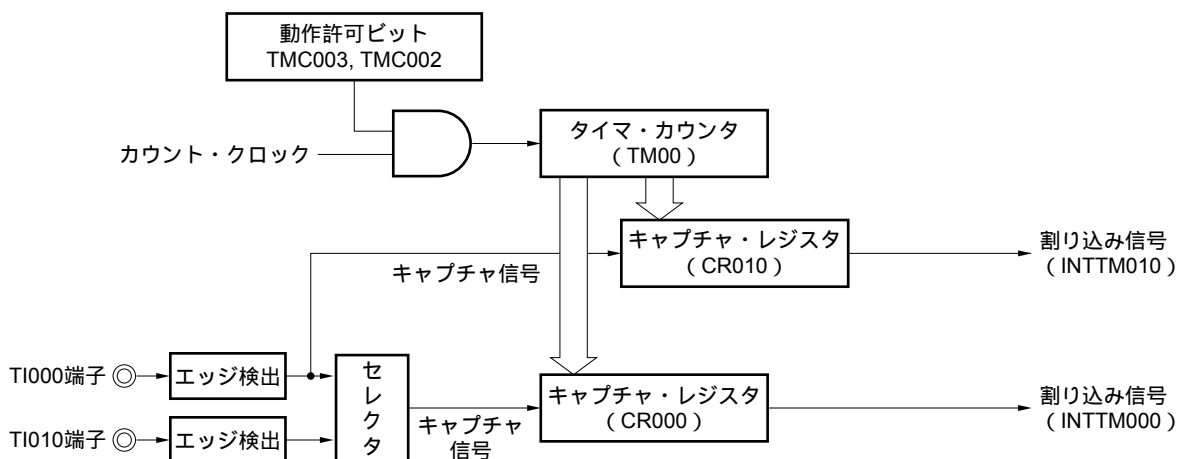 動作許可ビット
TMC003, TMC002
カウント・クロック
タイマ・カウンタ
（TM00）
キャプチャ・レジスタ
（CR010）
割り込み信号
（INTTM010）
キャプチャ信号
TI000端子
エッジ検出
セレクタ
キャプチャ・レジスタ
（CR000）
割り込み信号
（INTTM000）
キャプチャ
信号
TI010端子
エッジ検出